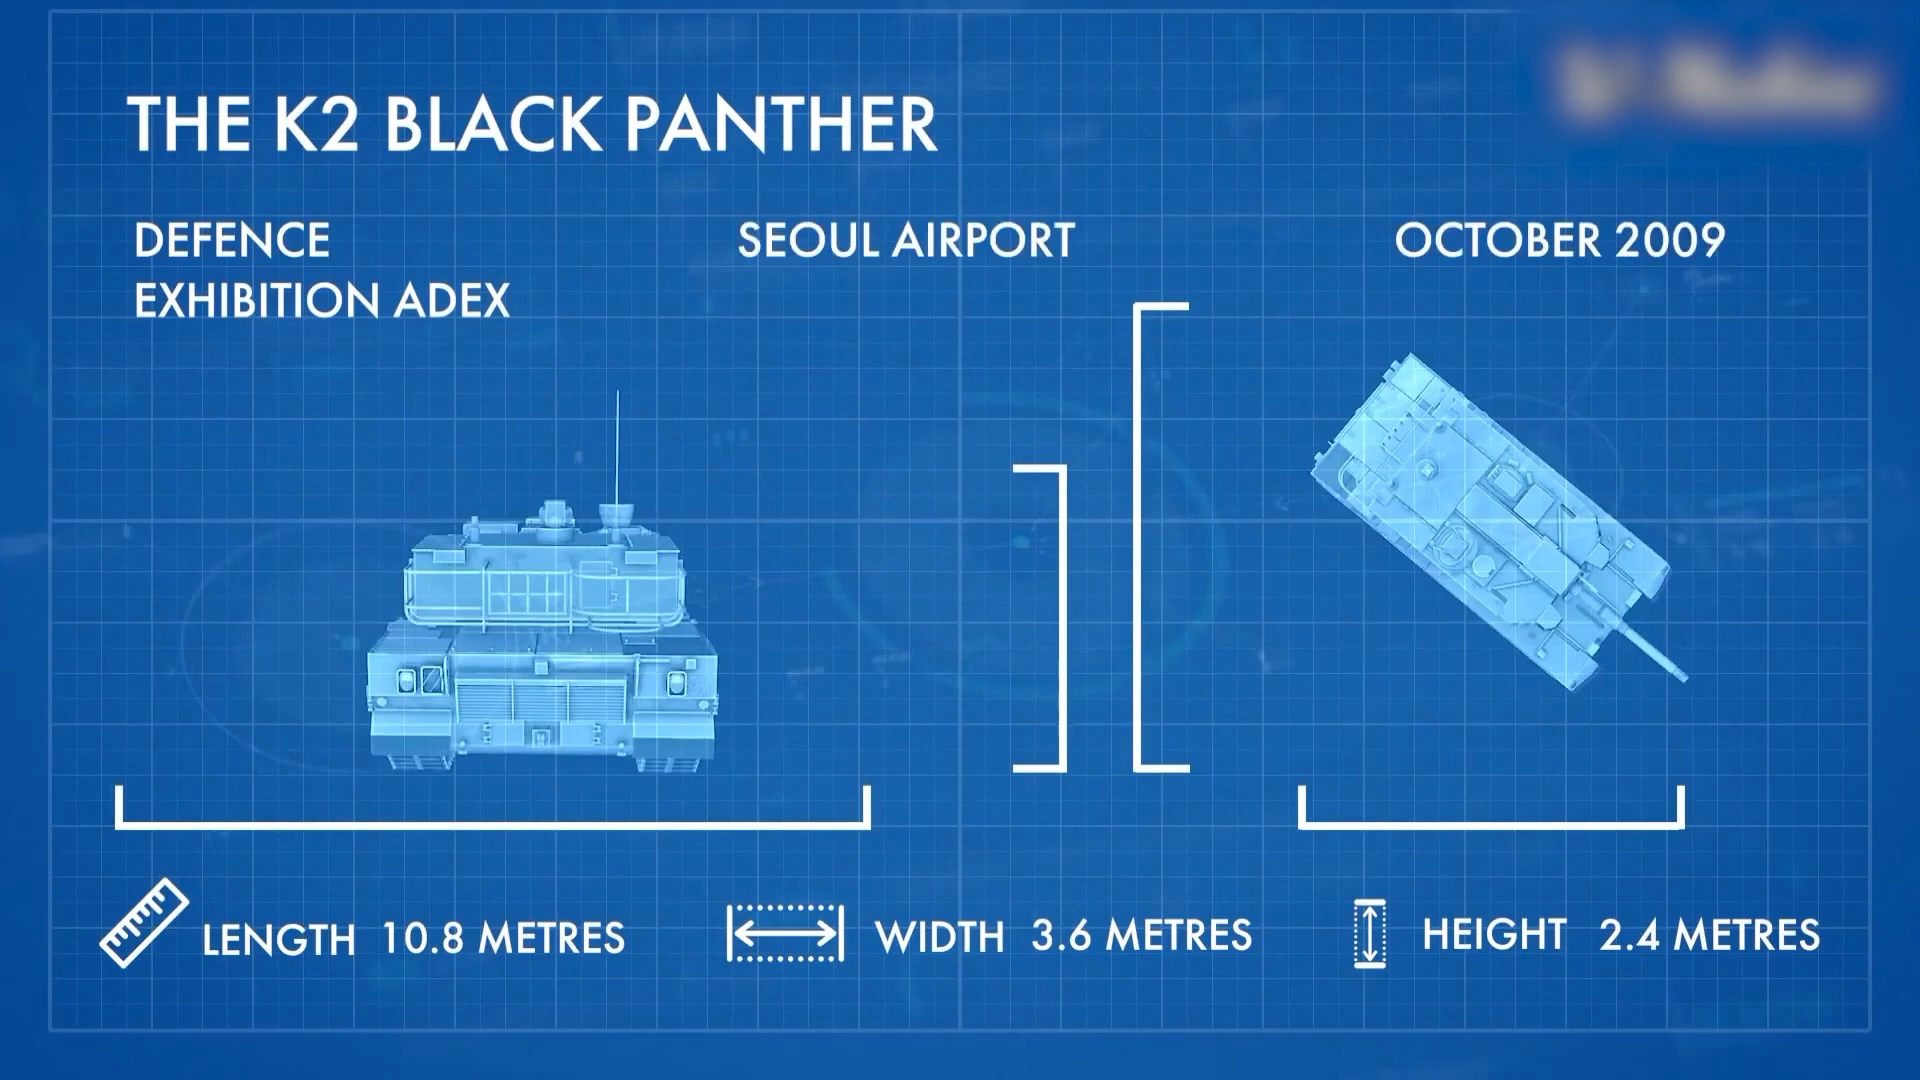 THE K2 BLACK PANTHER
DEFENCE
EXHIBITION ADEX
SEOUL AIRPORT
OCTOBER 2009
LENGTH 10.8 METRES
WIDTH 3.6 METRES
HEIGHT 2.4 METRES